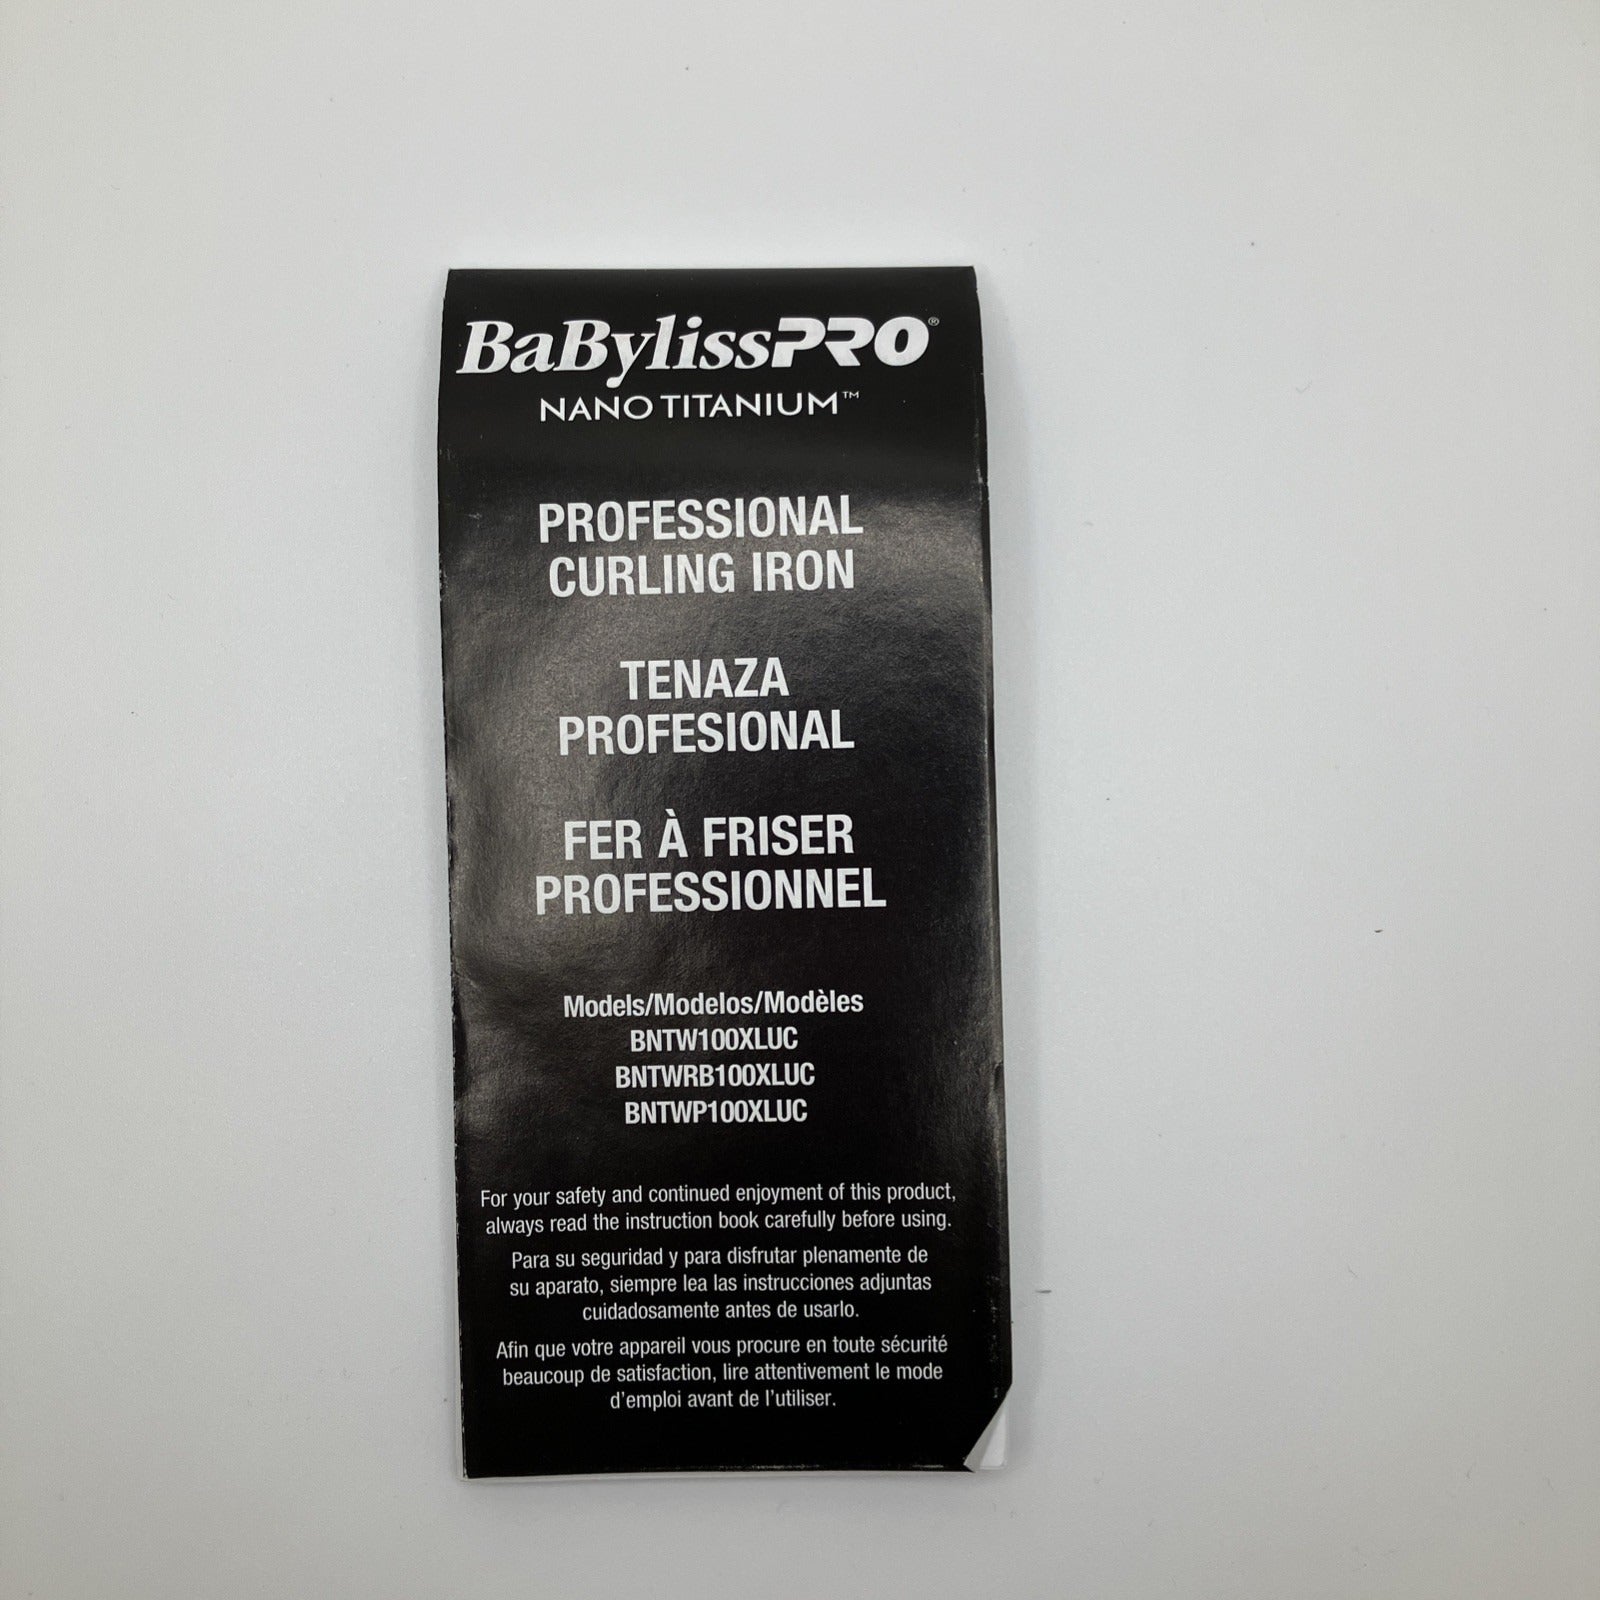 BaBylissPRO®
NANO TITANIUM™
PROFESSIONAL
CURLING IRON
TENAZA
PROFESIONAL
FER À FRISER
PROFESSIONNEL
Models/Modelos/Modèles
BNTW100XLUC
BNTWRB100XLUC
BNTWP100XLUC
For your safety and continued enjoyment of this product,
always read the instruction book carefully before using.
Para su seguridad y para disfrutar plenamente de
su aparato, siempre lea las instrucciones adjuntas
cuidadosamente antes de usarlo.
Afin que votre appareil vous procure en toute sécurité
beaucoup de satisfaction, lire attentivement le mode
d’emploi avant de l’utiliser.